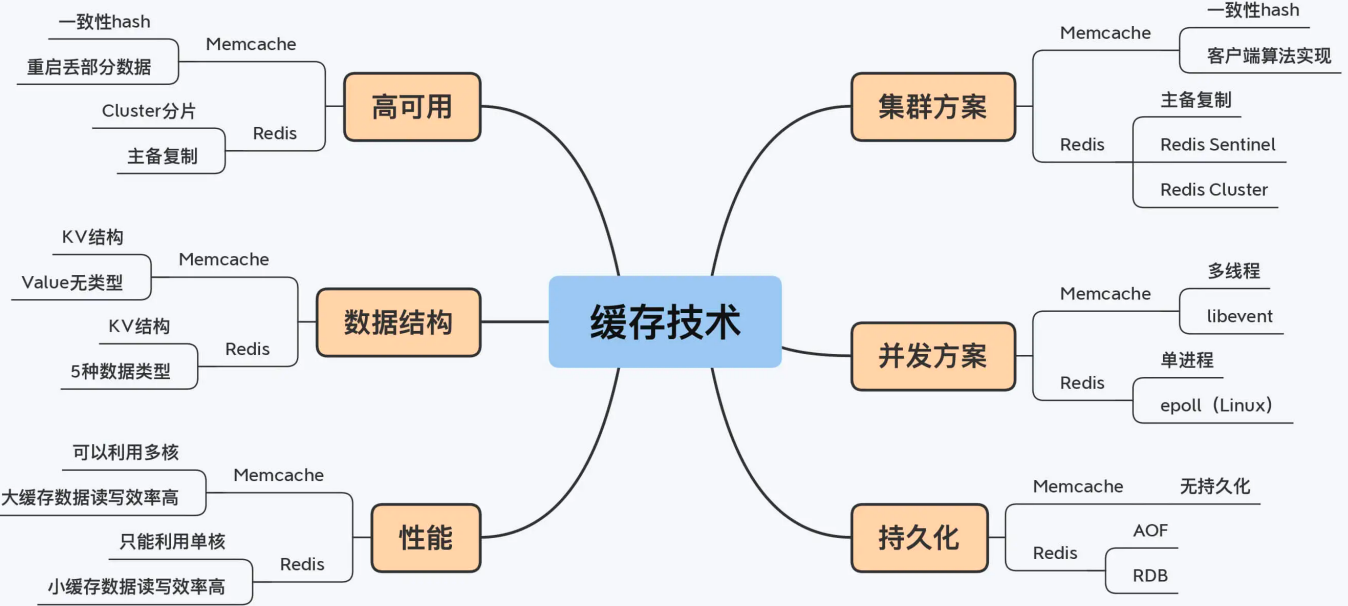 缓存技术
高可用
Memcache
一致性hash
重启丢部分数据
Redis
Cluster分片
主备复制
数据结构
Memcache
KV结构
Value无类型
Redis
KV结构
5种数据类型
性能
Memcache
可以利用多核
大缓存数据读写效率高
Redis
只能利用单核
小缓存数据读写效率高
集群方案
Memcache
一致性hash
客户端算法实现
Redis
主备复制
Redis Sentinel
Redis Cluster
并发方案
Memcache
多线程
libevent
Redis
单进程
epoll（Linux）
持久化
Memcache
无持久化
Redis
AOF
RDB